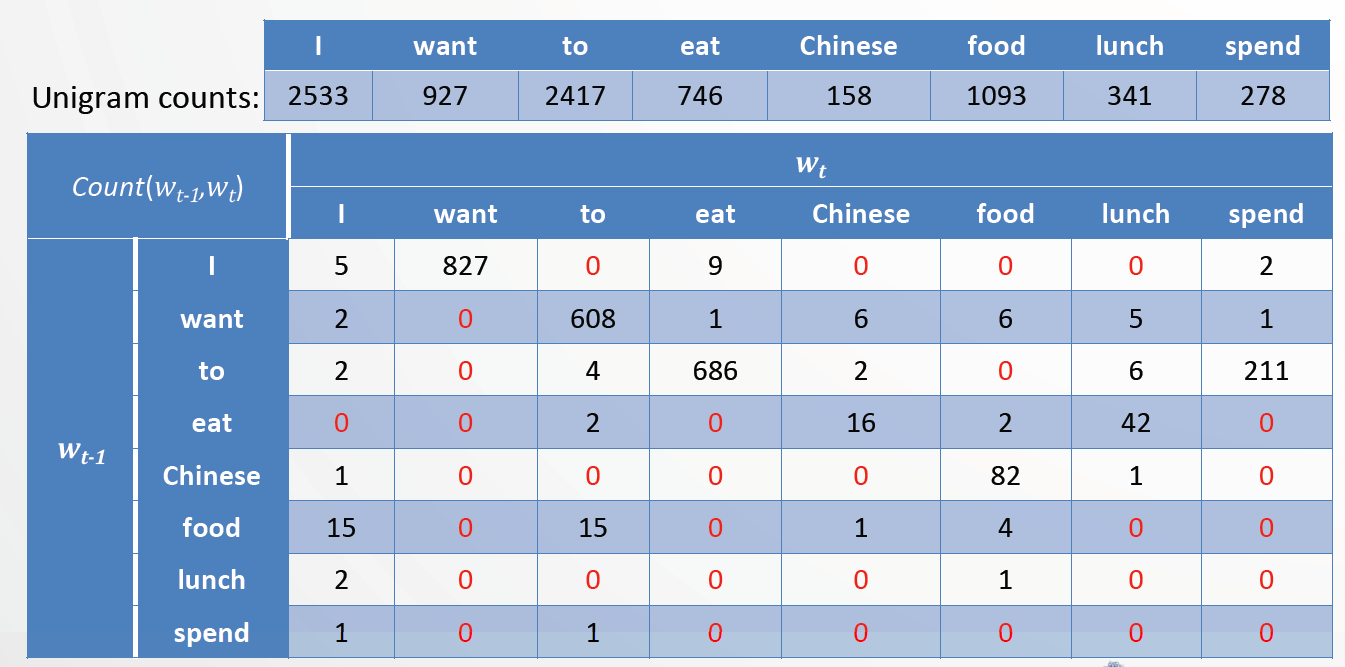 I want to eat Chinese food lunch spend
Unigram counts: 2533 927 2417 746 158 1093 341 278
Count(wt-1,wt) wt
I want to eat Chinese food lunch spend
wt-1
I 5 827 0 9 0 0 0 2
want 2 0 608 1 6 6 5 1
to 2 0 4 686 2 0 6 211
eat 0 0 2 0 16 2 42 0
Chinese 1 0 0 0 0 82 1 0
food 15 0 15 0 1 4 0 0
lunch 2 0 0 0 0 1 0 0
spend 1 0 1 0 0 0 0 0